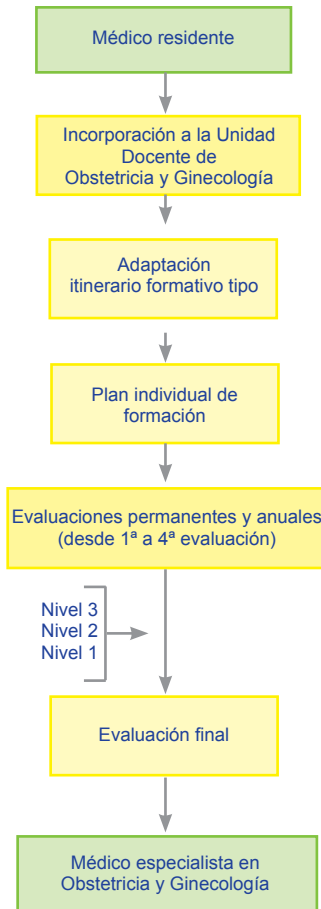 Médico residente
Incorporación a la Unidad
Docente de
Obstetricia y Ginecología
Adaptación
itinerario formativo tipo
Plan individual de
formación
Evaluaciones permanentes y anuales
(desde 1ª a 4ª evaluación)
Nivel 3
Nivel 2
Nivel 1
Evaluación final
Médico especialista en
Obstetricia y Ginecología